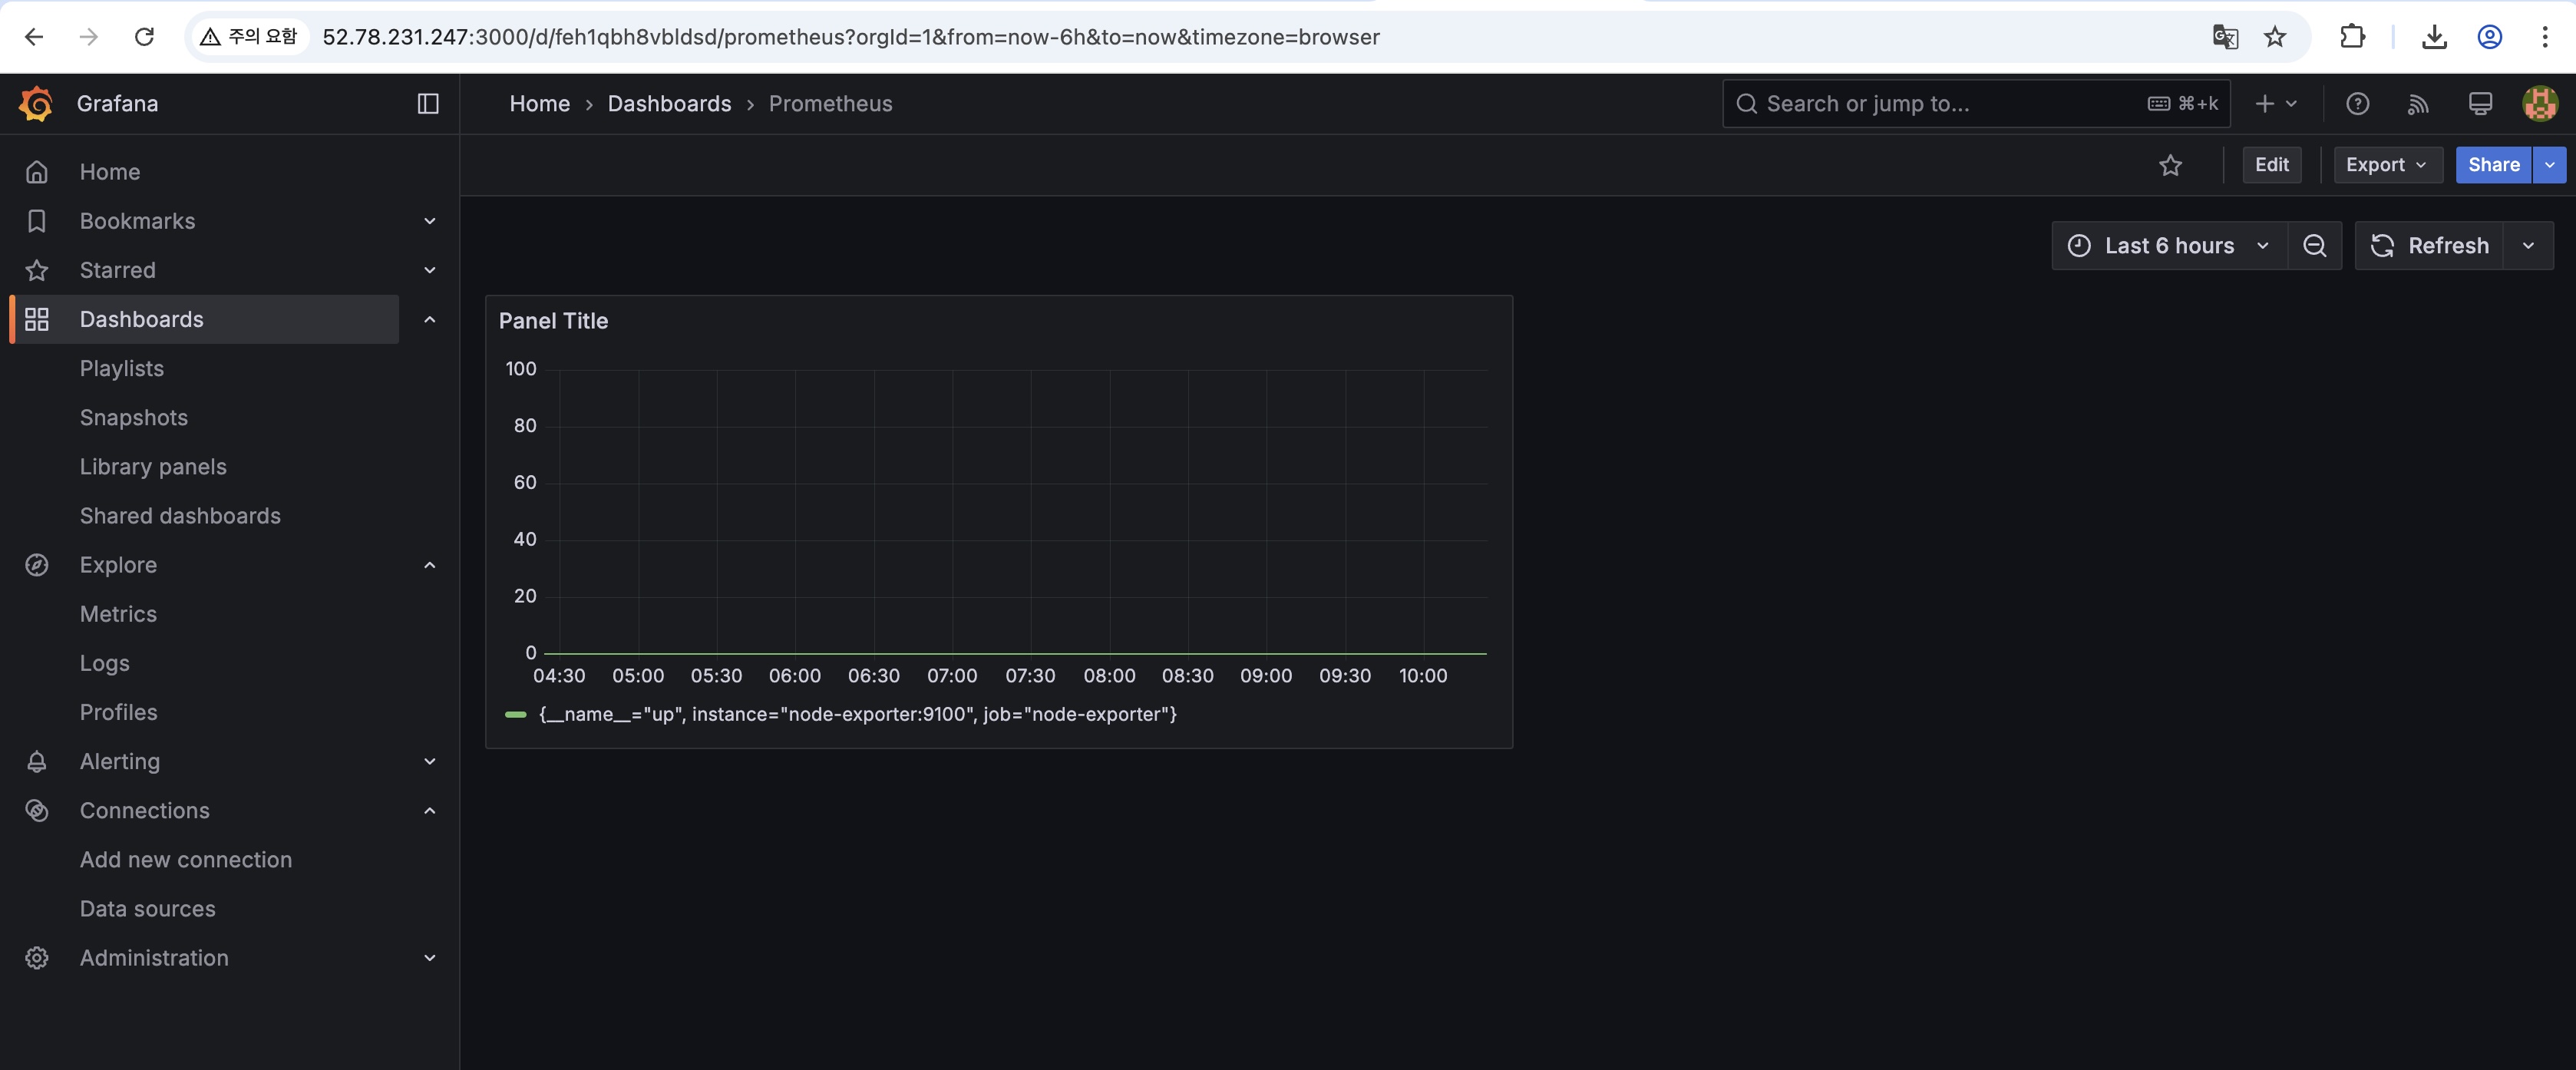 주의 요함
52.78.231.247:3000/d/feh1qbh8vbldsd/prometheus?orgId=1&from=now-6h&to=now&timezone=browser
Grafana
Home › Dashboards › Prometheus
Search or jump to...
⌘+k
Edit
Export
Share
Home
Bookmarks
Starred
Dashboards
Playlists
Snapshots
Library panels
Shared dashboards
Explore
Metrics
Logs
Profiles
Alerting
Connections
Add new connection
Data sources
Administration
Last 6 hours
Refresh
Panel Title
100
80
60
40
20
0
04:30 05:00 05:30 06:00 06:30 07:00 07:30 08:00 08:30 09:00 09:30 10:00
{__name__="up", instance="node-exporter:9100", job="node-exporter"}